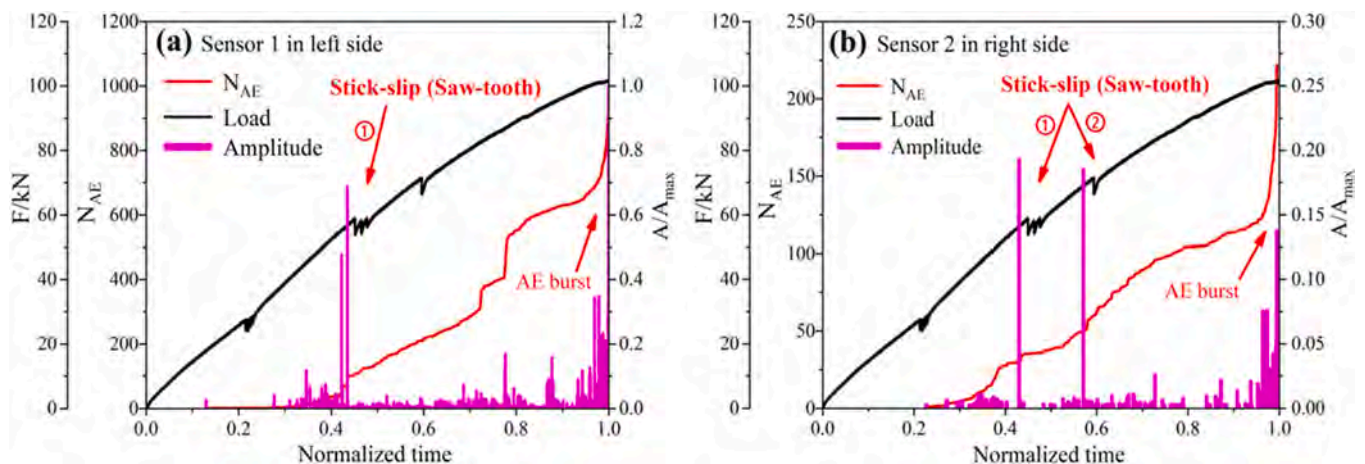 (a) Sensor 1 in left side
N_AE
Load
Amplitude
Stick-slip (Saw-tooth)
①
AE burst
F/kN
120
100
80
60
40
20
0
N_AE
1200
1000
800
600
400
200
0
A/A_max
1.2
1.0
0.8
0.6
0.4
0.2
0.0
0.0 0.2 0.4 0.6 0.8 1.0
Normalized time
(b) Sensor 2 in right side
N_AE
Load
Amplitude
Stick-slip (Saw-tooth)
① ②
AE burst
F/kN
120
100
80
60
40
20
0
N_AE
250
200
150
100
50
0
A/A_max
0.30
0.25
0.20
0.15
0.10
0.05
0.00
0.0 0.2 0.4 0.6 0.8 1.0
Normalized time